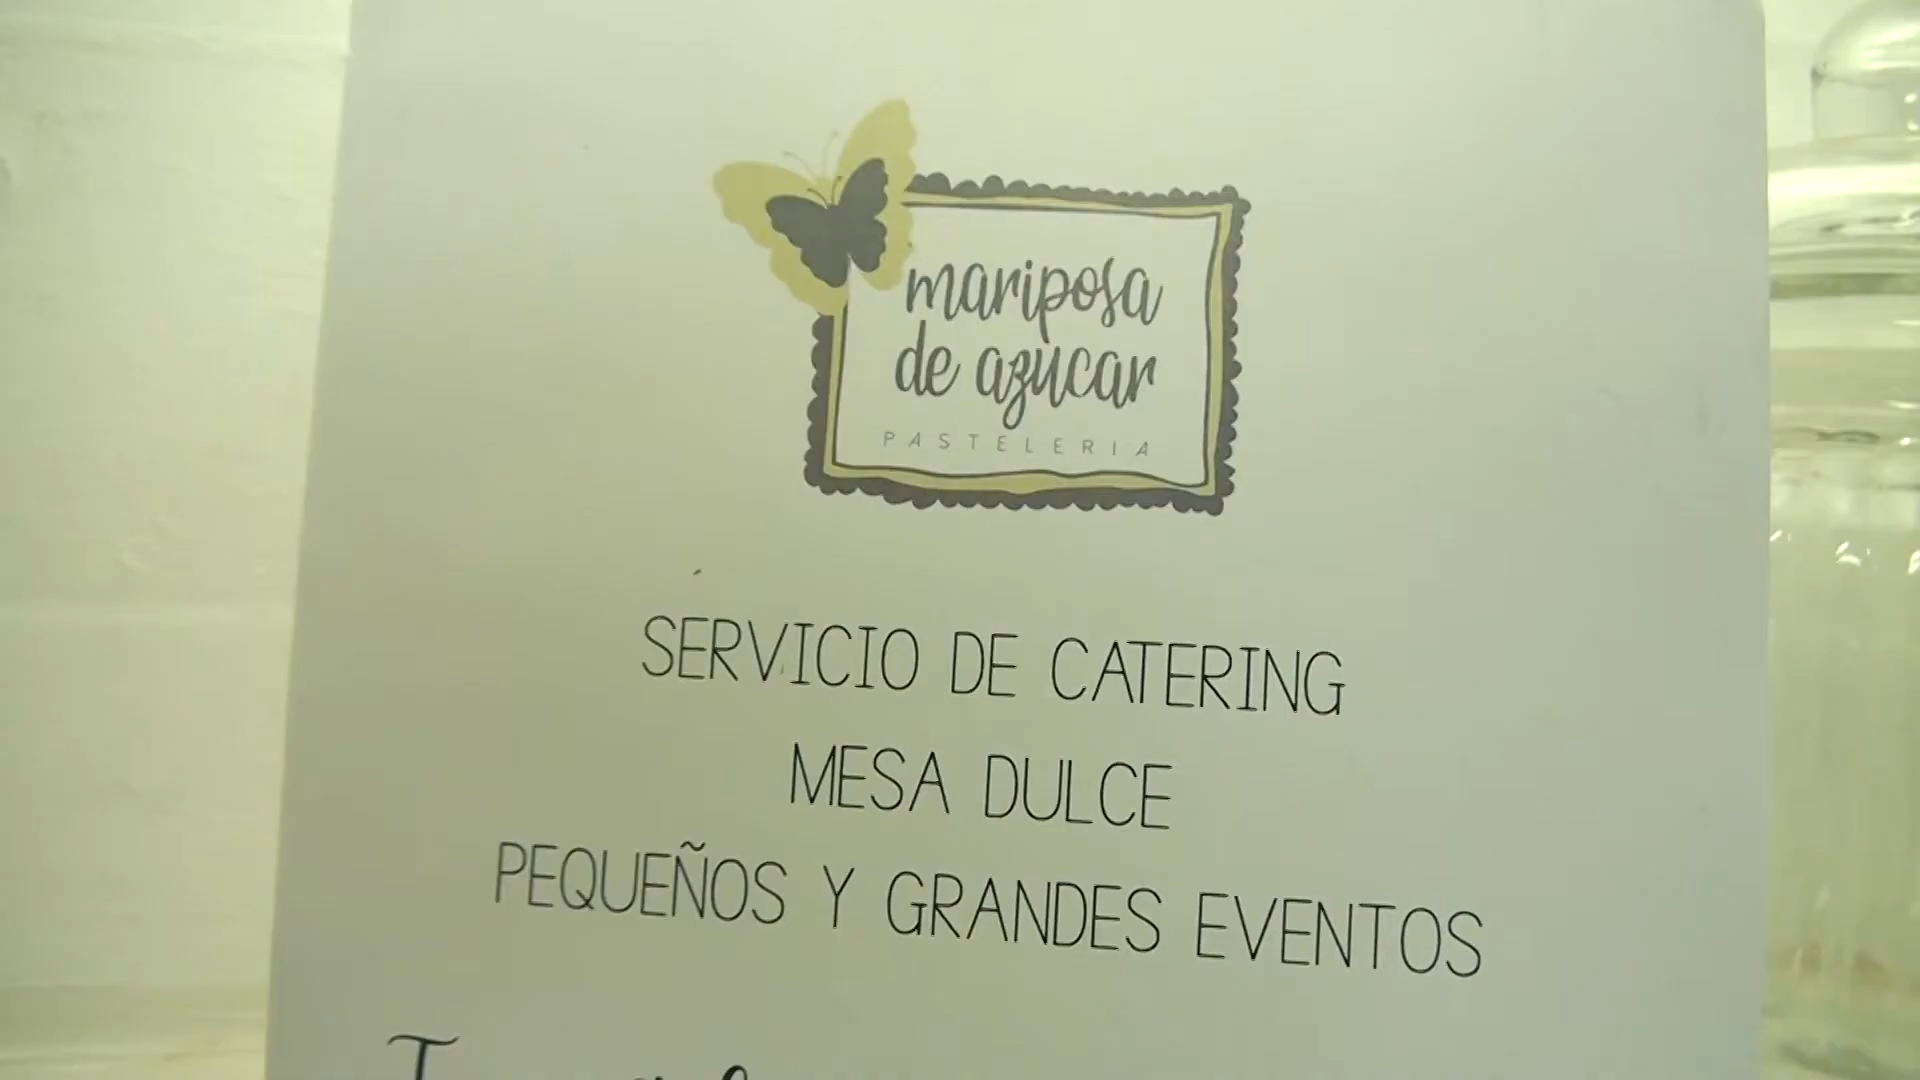 mariposa
de azucar
PASTELERIA
SERVICIO DE CATERING
MESA DULCE
PEQUEÑOS Y GRANDES EVENTOS